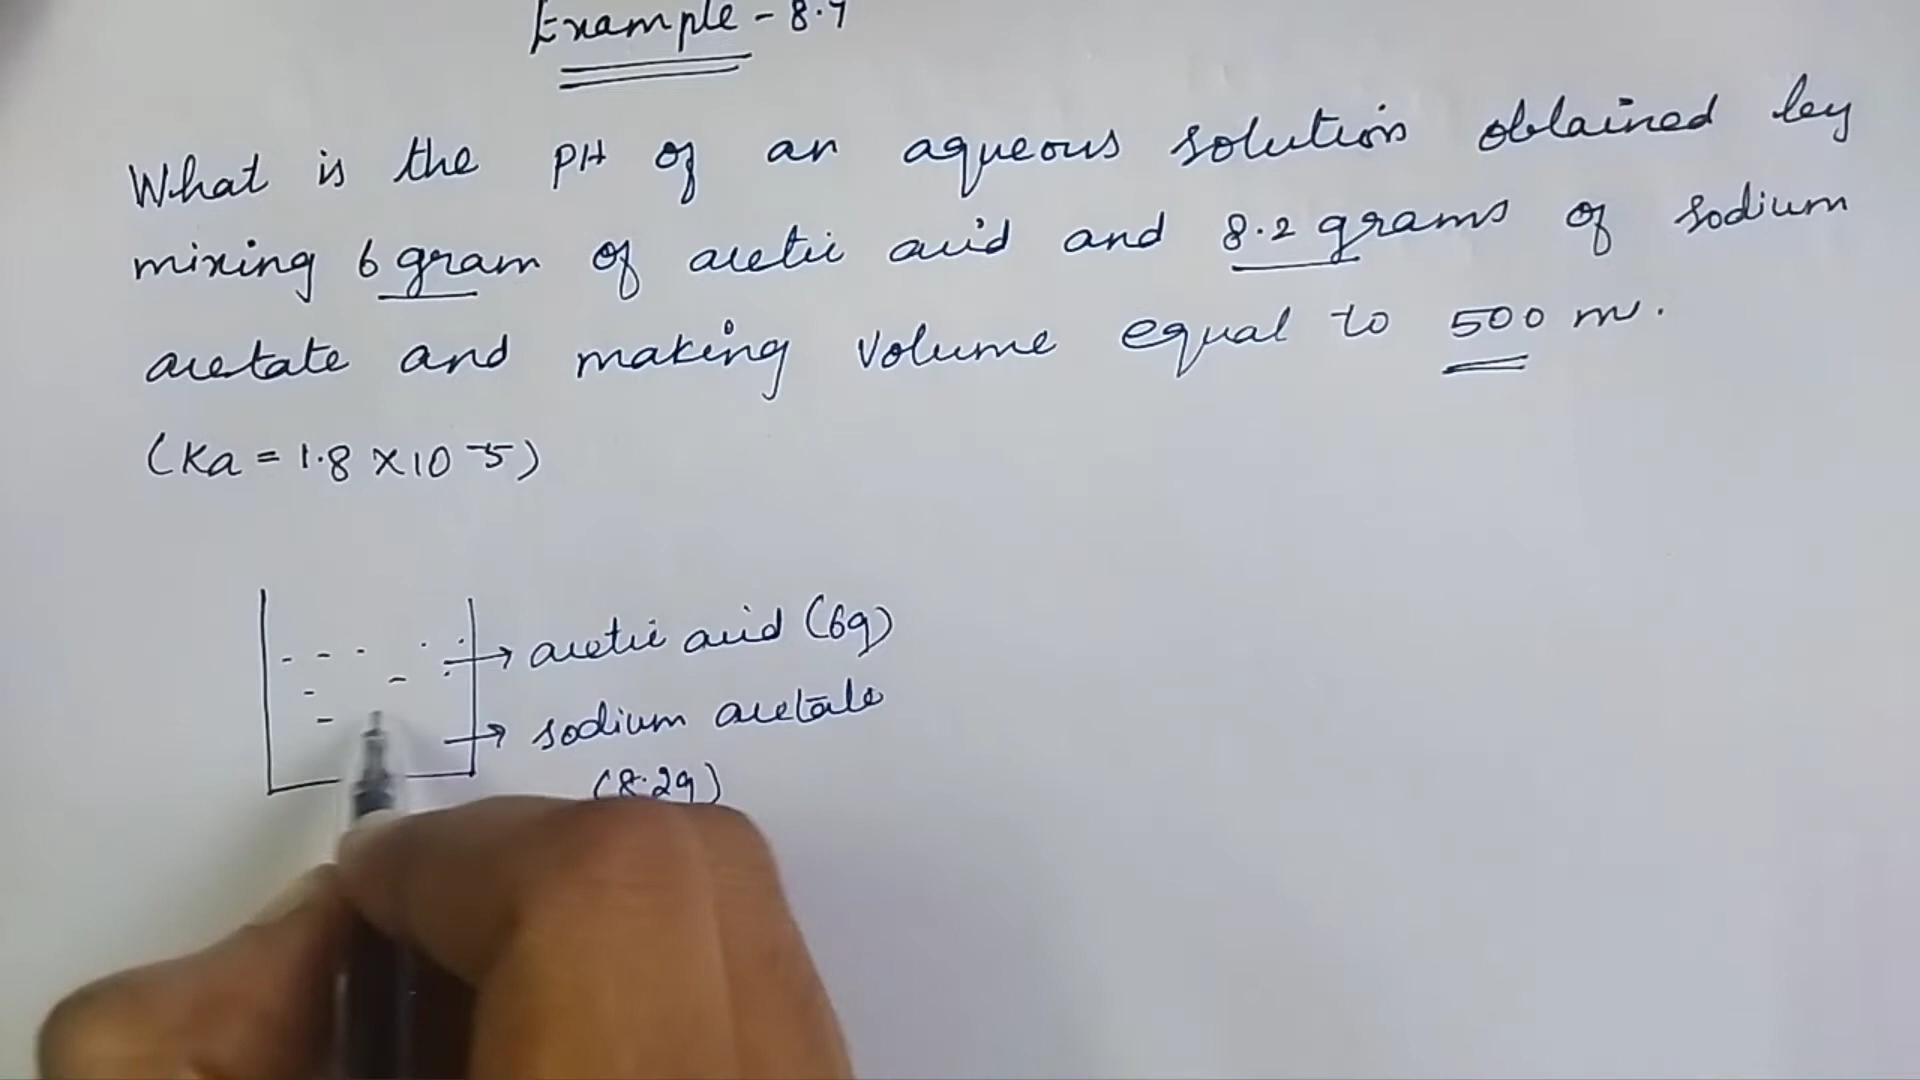 Example - 8.7
What is the PH of an aqueous solution obtained by
mixing 6 gram of acetic acid and 8.2 grams of sodium
acetate and making volume equal to 500 ml.
(Ka = 1.8 × 10 -5)
acetic acid (6g)
sodium acetate
(8.2g)